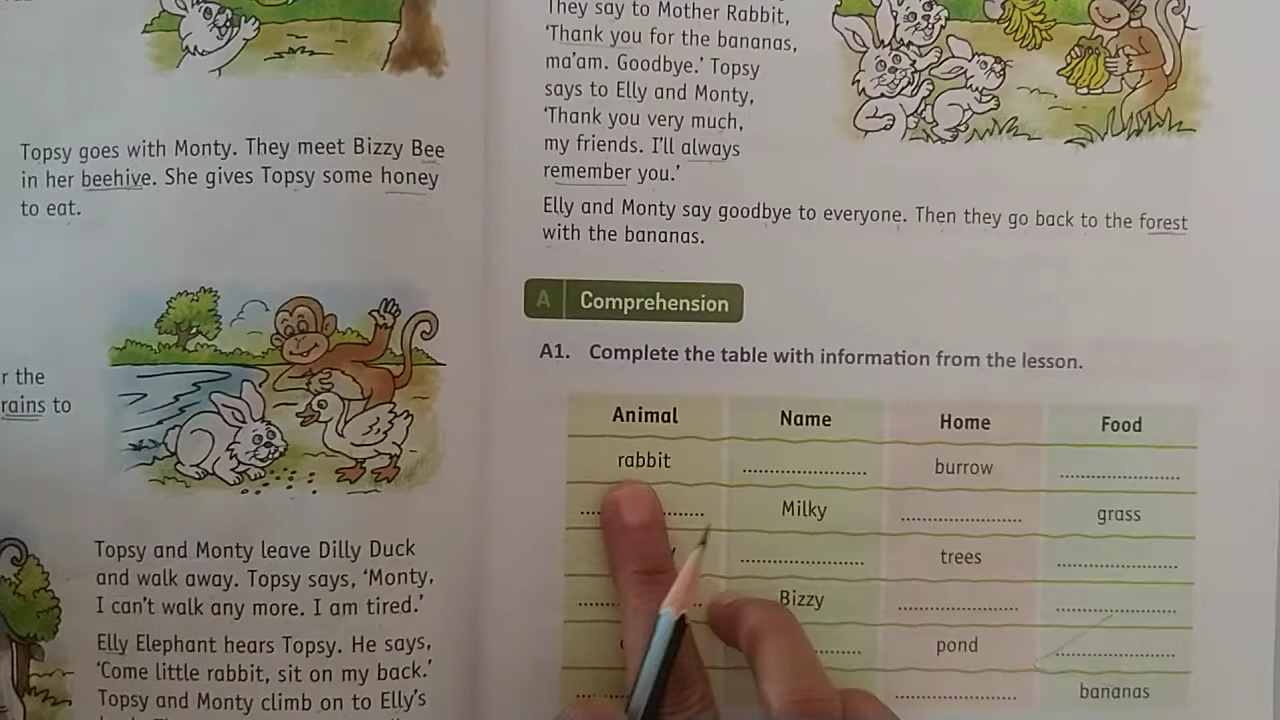 Topsy goes with Monty. They meet Bizzy Bee
in her beehive. She gives Topsy some honey
to eat.
r the
rains to
Topsy and Monty leave Dilly Duck
and walk away. Topsy says, ‘Monty,
I can't walk any more. I am tired.’
Elly Elephant hears Topsy. He says,
‘Come little rabbit, sit on my back.’
Topsy and Monty climb on to Elly's
They say to Mother Rabbit,
‘Thank you for the bananas,
ma'am. Goodbye.’ Topsy
says to Elly and Monty,
‘Thank you very much,
my friends. I'll always
remember you.’
Elly and Monty say goodbye to everyone. Then they go back to the forest
with the bananas.
A Comprehension
A1. Complete the table with information from the lesson.
Animal Name Home Food
rabbit .................... burrow ....................
.................... Milky .................... grass
.................... trees ....................
.................... Bizzy .................... ....................
.................... pond ....................
.................... .................... bananas